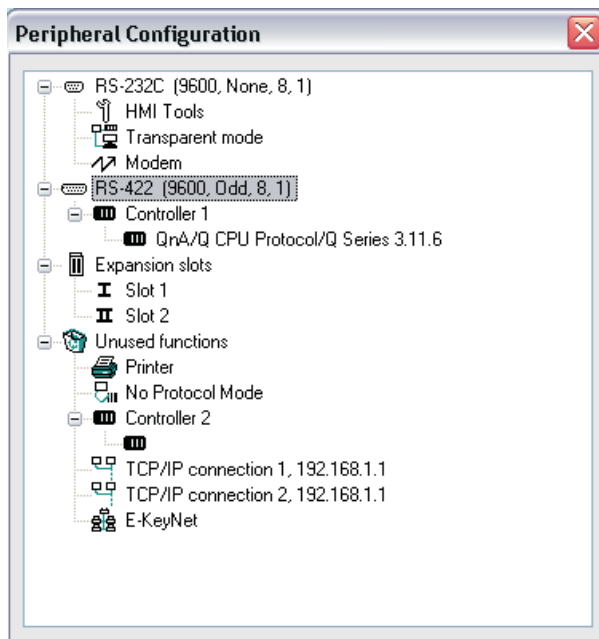 Peripheral Configuration
RS-232C (9600, None, 8, 1)
HMI Tools
Transparent mode
Modem
RS-422 (9600, Odd, 8, 1)
Controller 1
QnA/Q CPU Protocol/Q Series 3.11.6
Expansion slots
I Slot 1
II Slot 2
Unused functions
Printer
No Protocol Mode
Controller 2
TCP/IP connection 1, 192.168.1.1
TCP/IP connection 2, 192.168.1.1
E-KeyNet